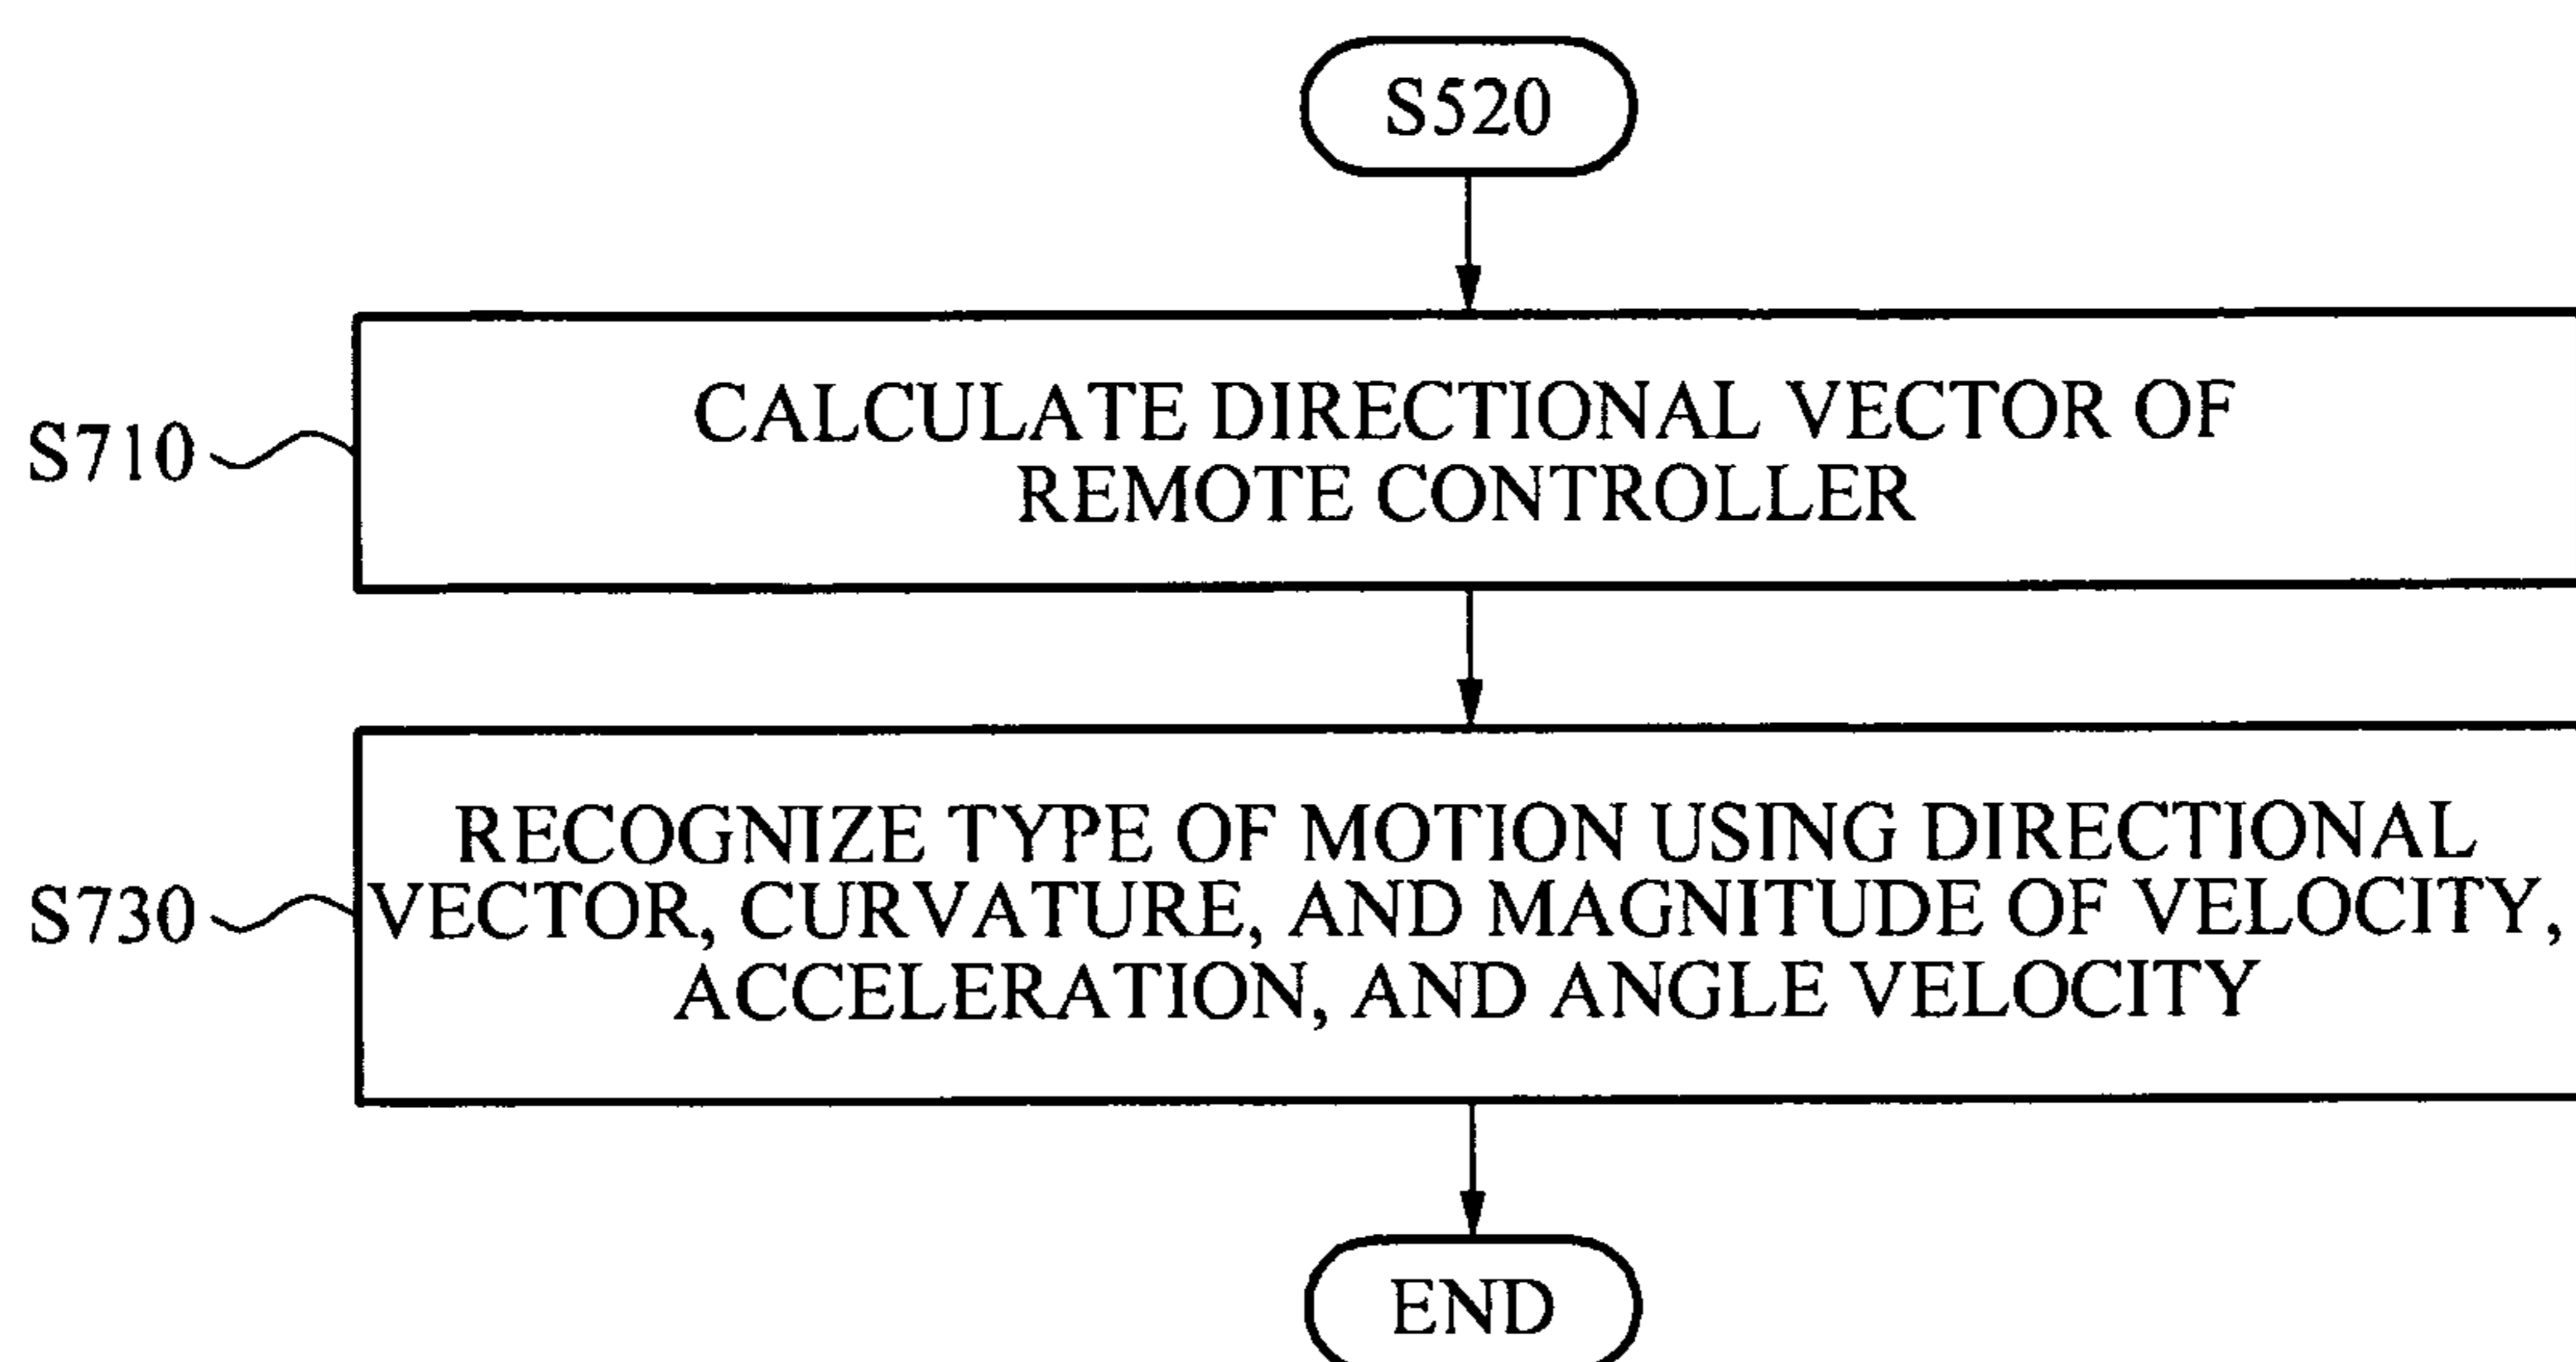 S520
S710
CALCULATE DIRECTIONAL VECTOR OF
REMOTE CONTROLLER
S730
RECOGNIZE TYPE OF MOTION USING DIRECTIONAL
VECTOR, CURVATURE, AND MAGNITUDE OF VELOCITY,
ACCELERATION, AND ANGLE VELOCITY
END